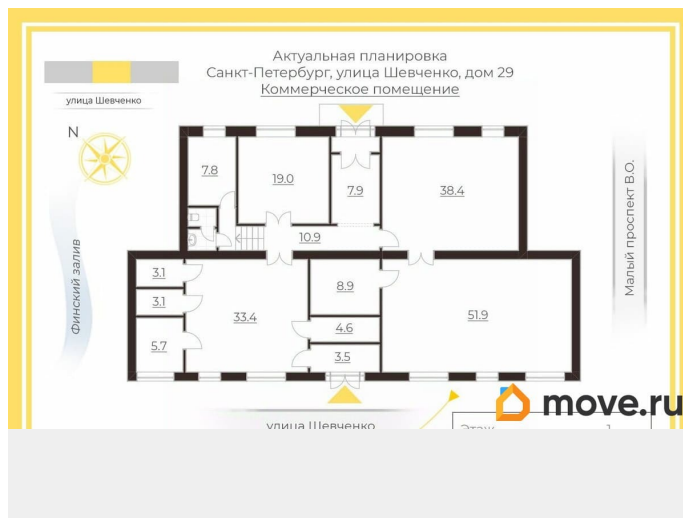 Актуальная планировка
Санкт-Петербург, улица Шевченко, дом 29
Коммерческое помещение
улица Шевченко
N
7.8
19.0
7.9
38.4
10.9
Финский залив
Малый проспект В.О.
3.1
3.1
5.7
33.4
8.9
4.6
3.5
51.9
move.ru
улица Шевченко
Этаж 1